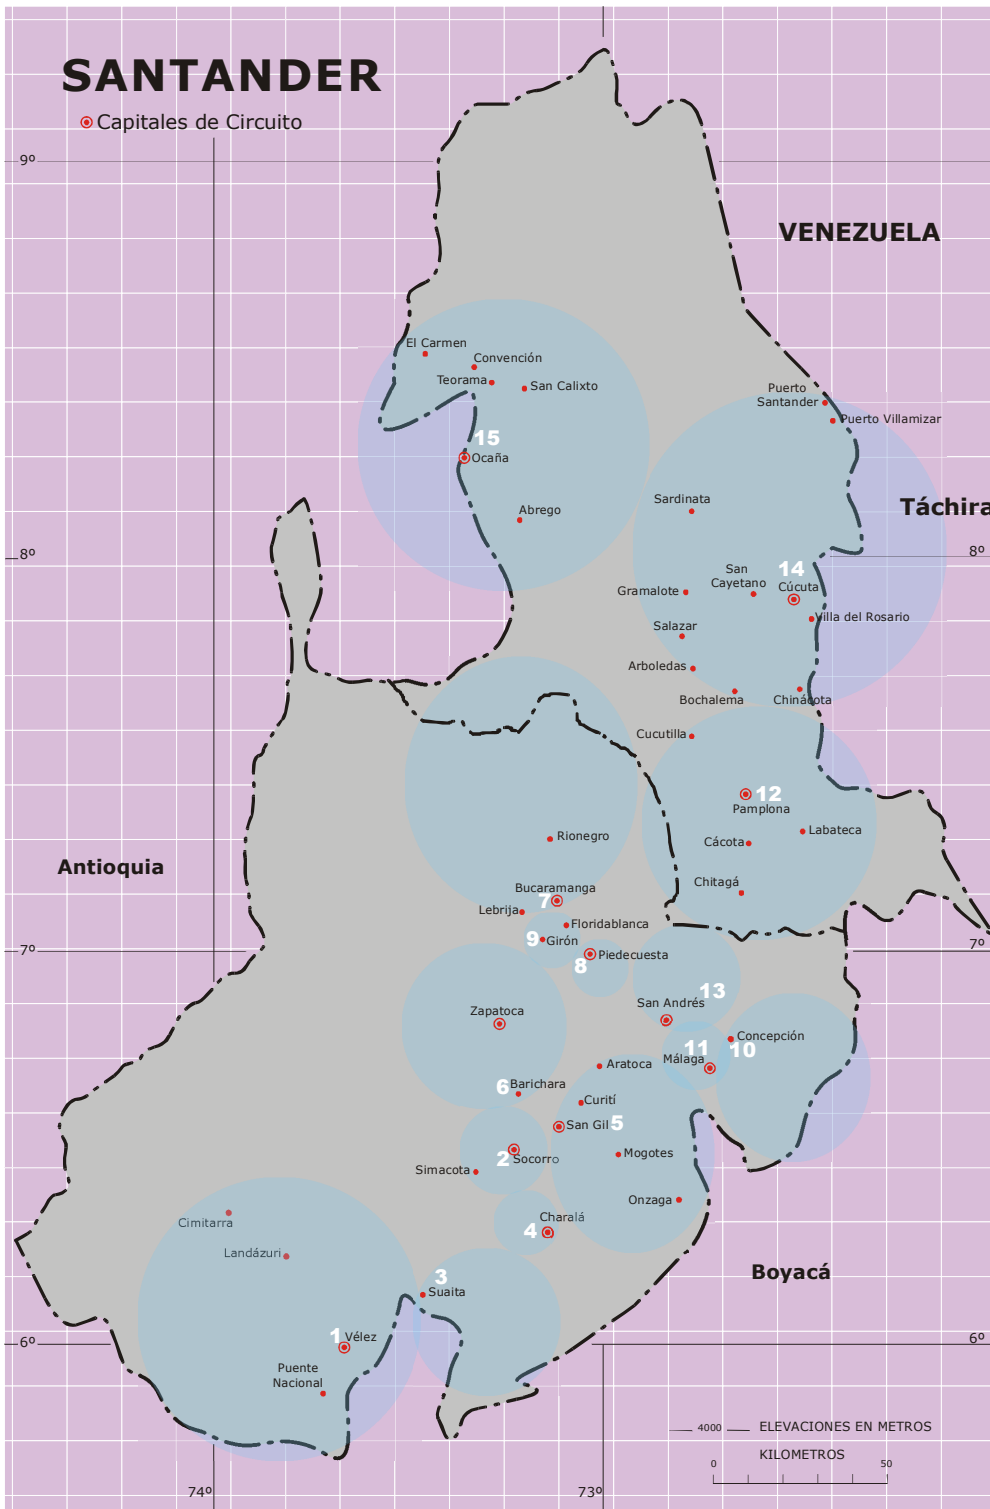 SANTANDER
Capitales de Circuito
9º
VENEZUELA
El Carmen
Convención
Teorama
San Calixto
Puerto
Santander
Puerto Villamizar
15
Ocaña
Sardinata
Táchira
Abrego
8º
8º
San
Cayetano
14
Cúcuta
Gramalote
Villa del Rosario
Salazar
Arboledas
Bochalema
Chinácota
Cucutilla
12
Pamplona
Labateca
Rionegro
Cácota
Antioquia
Chitagá
Bucaramanga
7
Lebrija
Floridablanca
9
Girón
7º
7º
8
Piedecuesta
13
San Andrés
Zapatoca
Concepción
11
10
Málaga
Aratoca
6
Barichara
Curití
San Gil
5
2
Socorro
Mogotes
Simacota
Onzaga
Cimitarra
Charalá
4
Landázuri
Boyacá
3
Suaita
1
Vélez
6º
6º
Puente
Nacional
4000
ELEVACIONES EN METROS
KILOMETROS
0
50
74º
73º